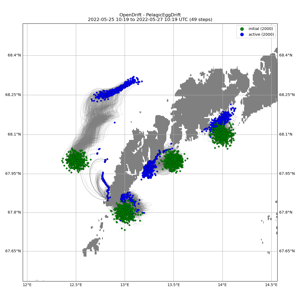 OpenDrift - PelagicEggDrift
2022-05-25 10:19 to 2022-05-27 10:19 UTC (49 steps)
initial (2000)
active (2000)
68.4°N
68.25°N
68.1°N
67.95°N
67.8°N
67.65°N
12°E
12.5°E
13°E
13.5°E
14°E
14.5°E
68.4°N
68.25°N
68.1°N
67.95°N
67.8°N
67.65°N